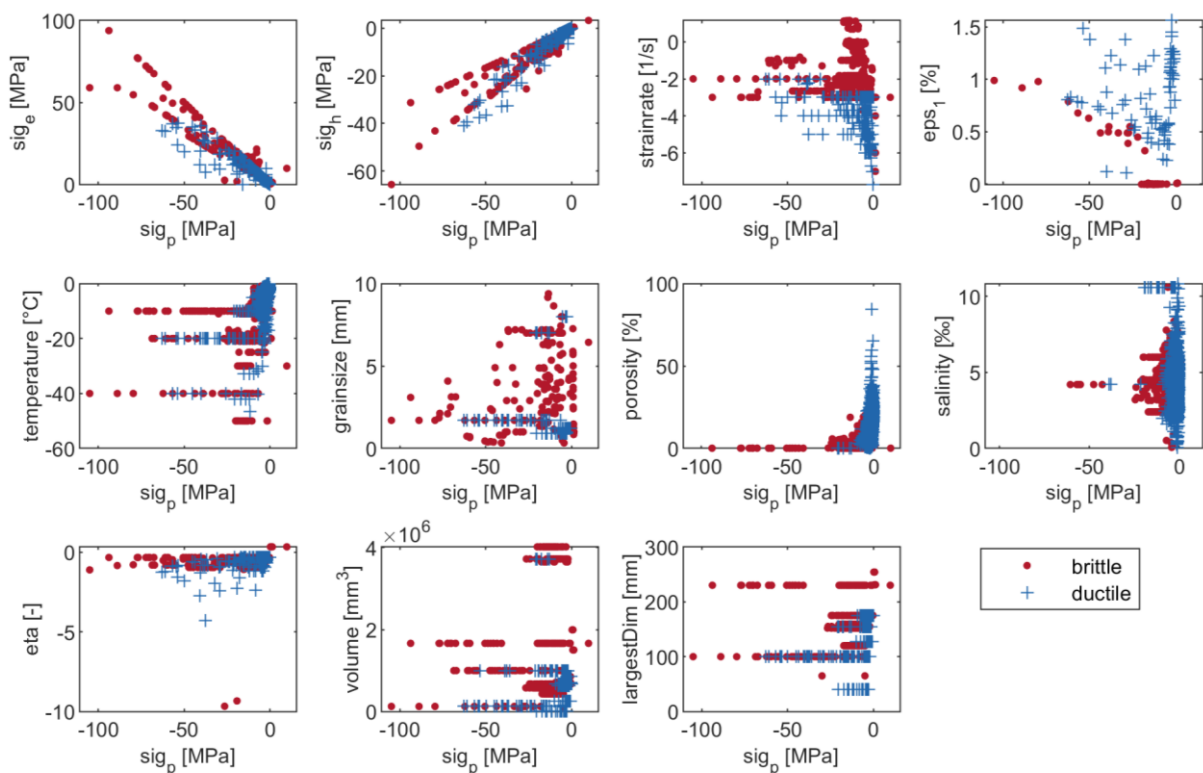 100
50
0
sig_e [MPa]
-100 -50 0
sig_p [MPa]
0
-20
-40
-60
sig_h [MPa]
-100 -50 0
sig_p [MPa]
0
-2
-4
-6
strainrate [1/s]
-100 -50 0
sig_p [MPa]
1.5
1
0.5
0
eps_1 [%]
-100 -50 0
sig_p [MPa]
0
-20
-40
-60
temperature [°C]
-100 -50 0
sig_p [MPa]
10
5
0
grainsize [mm]
-100 -50 0
sig_p [MPa]
100
50
0
porosity [%]
-100 -50 0
sig_p [MPa]
10
5
0
salinity [‰]
-100 -50 0
sig_p [MPa]
0
-5
-10
eta [-]
-100 -50 0
sig_p [MPa]
×10^6
4
2
0
volume [mm^3]
-100 -50 0
sig_p [MPa]
300
200
100
0
largestDim [mm]
-100 -50 0
sig_p [MPa]
brittle
ductile